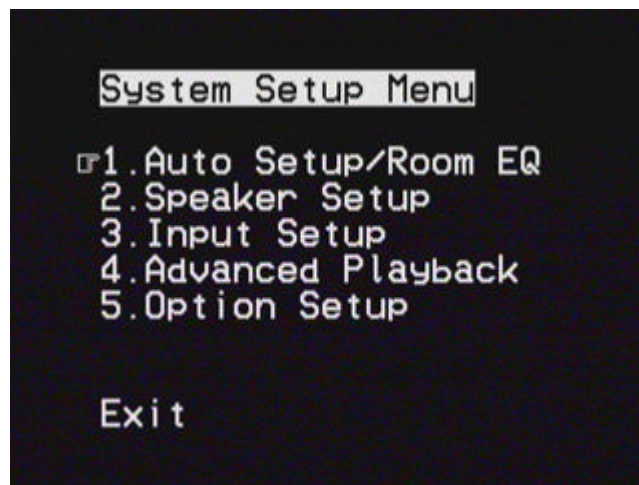 System Setup Menu
☞1.Auto Setup/Room EQ
2.Speaker Setup
3.Input Setup
4.Advanced Playback
5.Option Setup
Exit